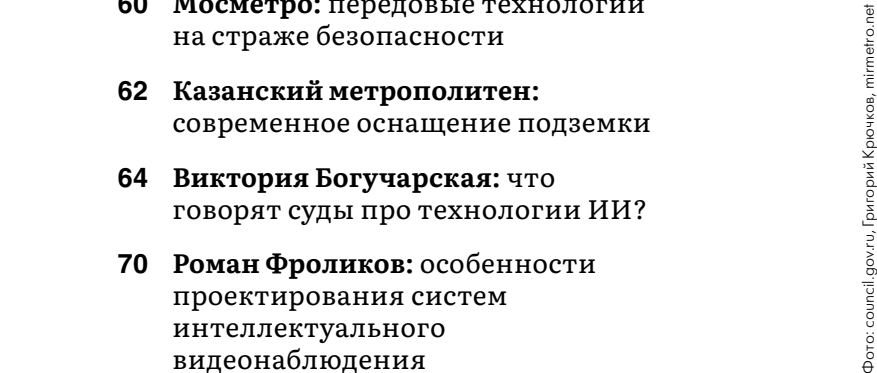 60 Мосметро: передовые технологии
на страже безопасности
62 Казанский метрополитен:
современное оснащение подземки
64 Виктория Богучарская: что
говорят суды про технологии ИИ?
70 Роман Фроликов: особенности
проектирования систем
интеллектуального
видеонаблюдения
Фото: council.gov.ru, Григорий Крючков, mirmetro.net